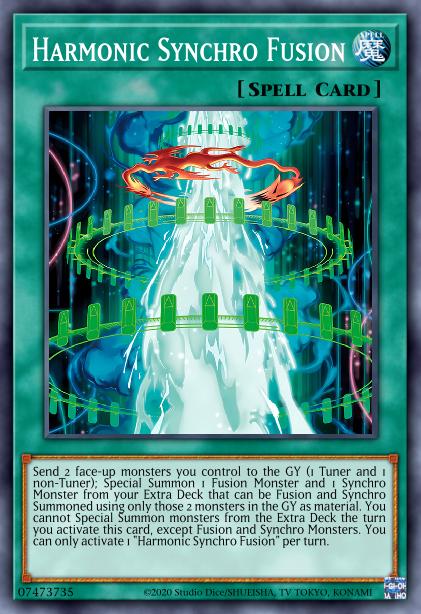 HARMONIC SYNCHRO FUSION
[SPELL CARD]
Send 2 face-up monsters you control to the GY (1 Tuner and 1
non-Tuner); Special Summon 1 Fusion Monster and 1 Synchro
Monster from your Extra Deck that can be Fusion and Synchro
Summoned using only those 2 monsters in the GY as material. You
cannot Special Summon monsters from the Extra Deck the turn
you activate this card, except Fusion and Synchro Monsters. You
can only activate 1 "Harmonic Synchro Fusion" per turn.
07473735
©2020 Studio Dice/SHUEISHA, TV TOKYO, KONAMI